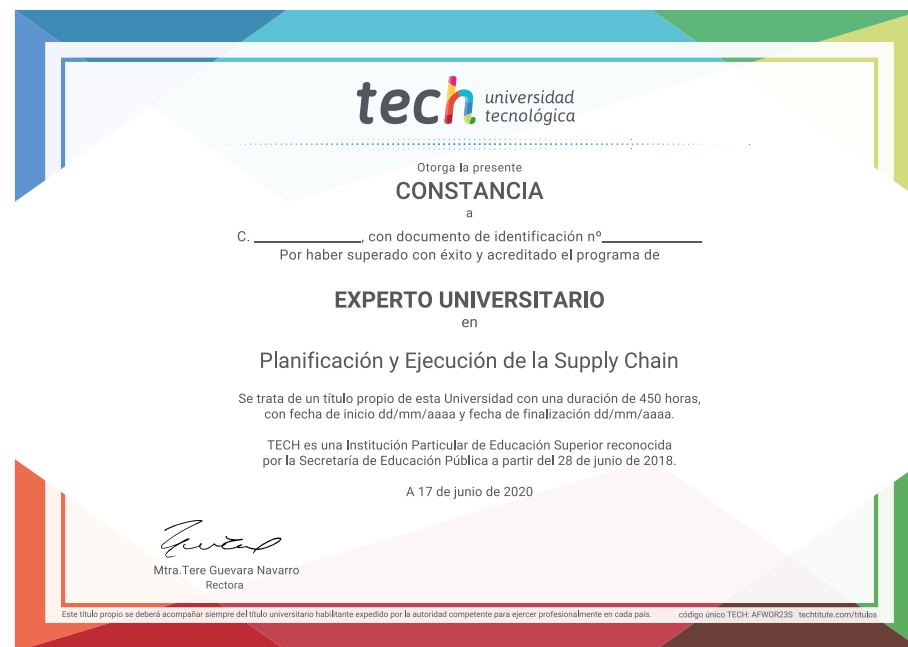 tech universidad
tecnológica
Otorga la presente
CONSTANCIA
a
C. ____________, con documento de identificación nº____________
Por haber superado con éxito y acreditado el programa de
EXPERTO UNIVERSITARIO
en
Planificación y Ejecución de la Supply Chain
Se trata de un título propio de esta Universidad con una duración de 450 horas,
con fecha de inicio dd/mm/aaaa y fecha de finalización dd/mm/aaaa.
TECH es una Institución Particular de Educación Superior reconocida
por la Secretaría de Educación Pública a partir del 28 de junio de 2018.
A 17 de junio de 2020
Mtra.Tere Guevara Navarro
Rectora
Este título propio se deberá acompañar siempre del título universitario habilitante expedido por la autoridad competente para ejercer profesionalmente en cada país. código único TECH: AFWOR23S techtitute.com/titulos